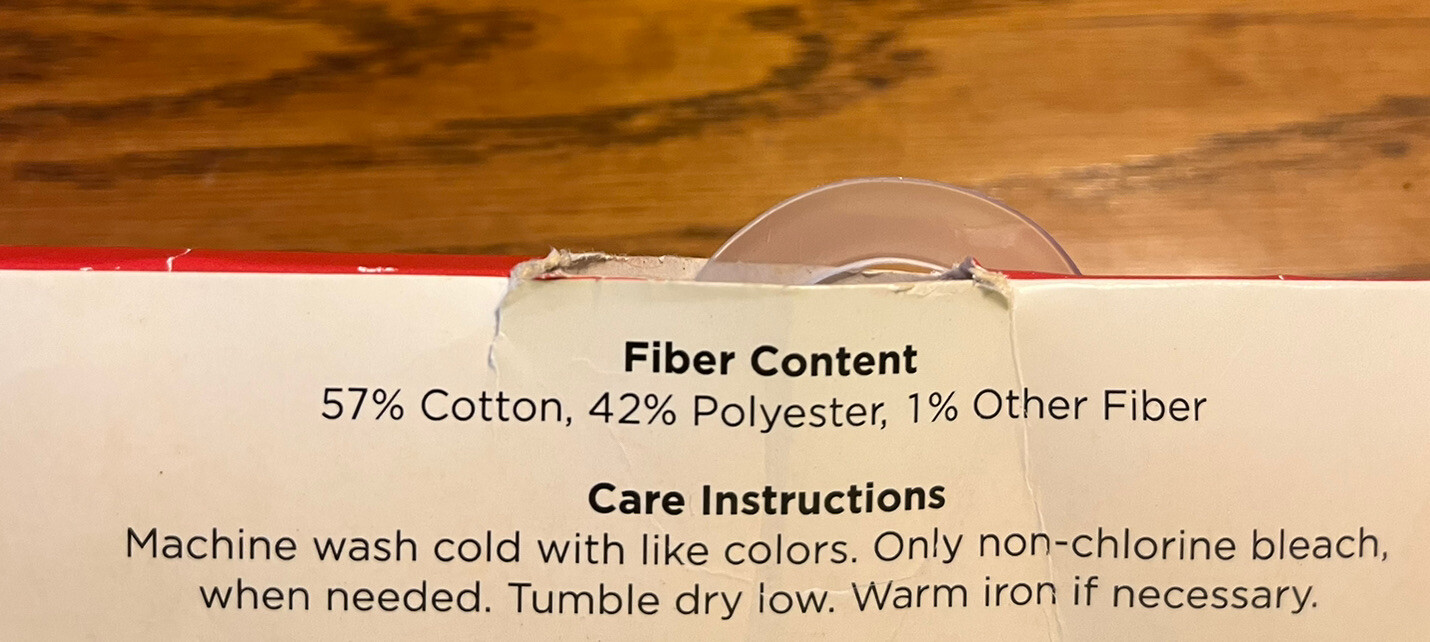 Fiber Content
57% Cotton, 42% Polyester, 1% Other Fiber
Care Instructions
Machine wash cold with like colors. Only non-chlorine bleach,
when needed. Tumble dry low. Warm iron if necessary.